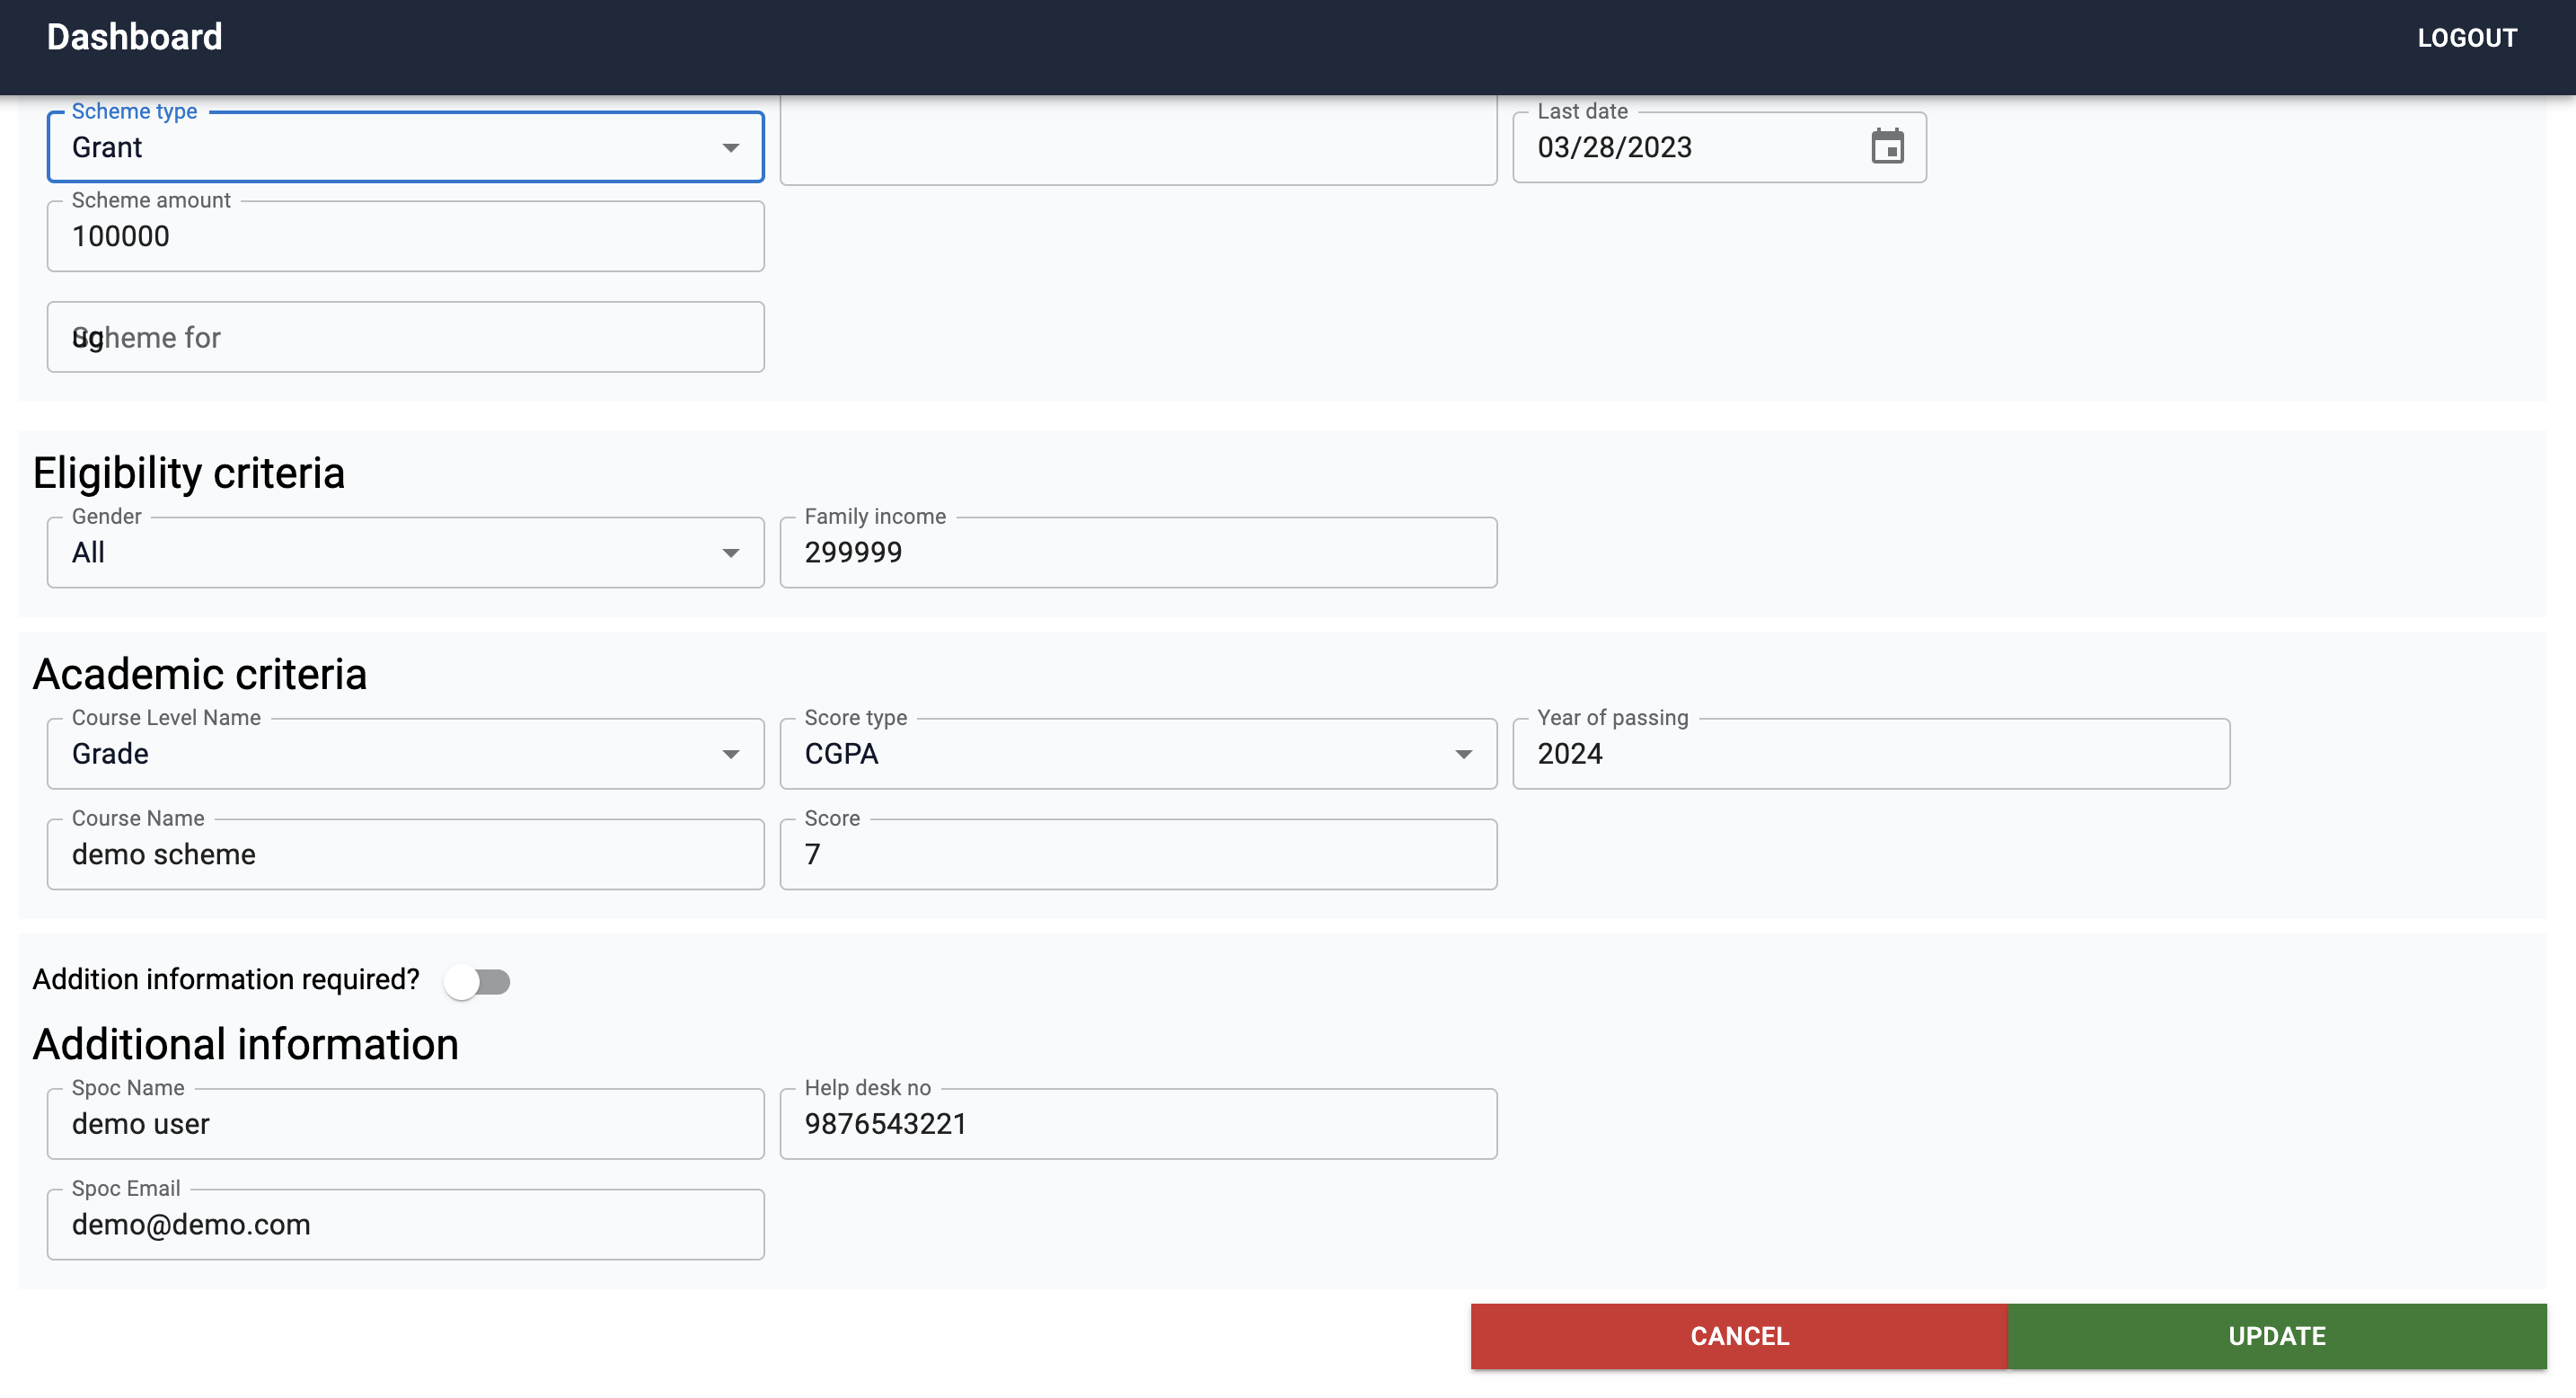 Dashboard
LOGOUT
Scheme type
Grant
Last date
03/28/2023
Scheme amount
100000
Scheme for
ug
Eligibility criteria
Gender
All
Family income
299999
Academic criteria
Course Level Name
Grade
Score type
CGPA
Year of passing
2024
Course Name
demo scheme
Score
7
Addition information required?
Additional information
Spoc Name
demo user
Help desk no
9876543221
Spoc Email
demo@demo.com
CANCEL
UPDATE